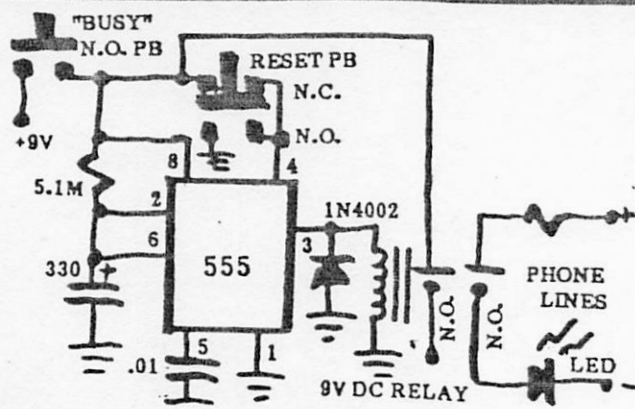 "BUSY"
N.O. PB
RESET PB
N.C.
N.O.
+9V
8
4
5.1M
2
1N4002
6
3
555
330
+
+
PHONE
LINES
N.O.
N.O.
5
1
.01
LED
9V DC RELAY